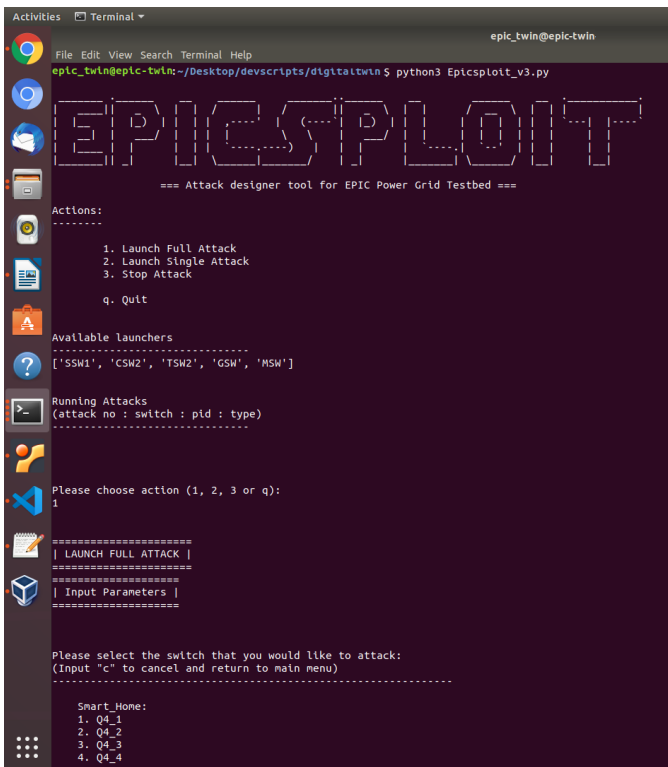 Activities Terminal
epic_twin@epic-twin
File Edit View Search Terminal Help
epic_twin@epic-twin:~/Desktop/devscripts/digitaltwin$ python3 Epicsploit_v3.py
EPICSPLOIT
=== Attack designer tool for EPIC Power Grid Testbed ===
Actions:
--------
1. Launch Full Attack
2. Launch Single Attack
3. Stop Attack
q. Quit
Available launchers
-------------------------------
['SSW1', 'CSW2', 'TSW2', 'GSW', 'MSW']
Running Attacks
(attack no : switch : pid : type)
-------------------------------
Please choose action (1, 2, 3 or q):
1
======================
| LAUNCH FULL ATTACK |
======================
====================
| Input Parameters |
====================
Please select the switch that you would like to attack:
(Input "c" to cancel and return to main menu)
---------------------------------------------------------------
Smart_Home:
1. Q4_1
2. Q4_2
3. Q4_3
4. Q4_4